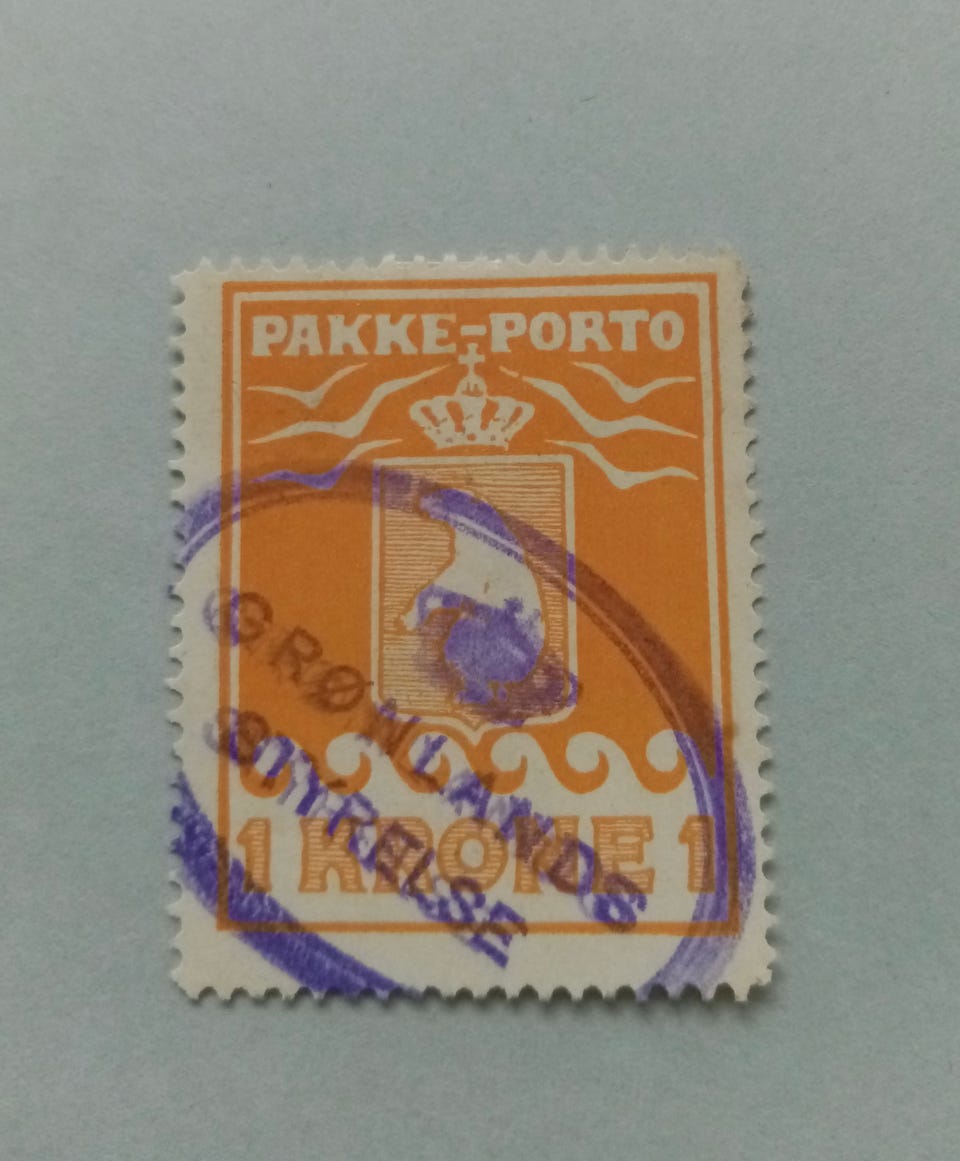 PAKKE-PORTO
GRØNLANDS
STYRELSE
1 KRONE 1